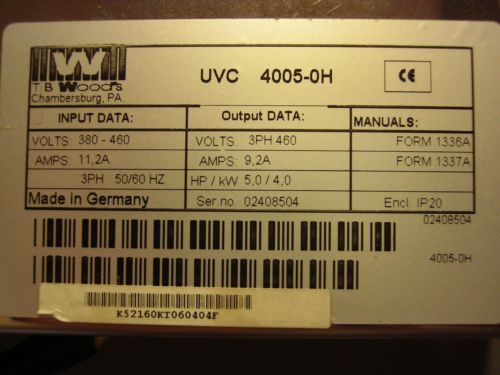 W
T B Wood's
Chambersburg, PA.
UVC 4005-0H
CE
INPUT DATA:
VOLTS: 380 - 460
AMPS: 11,2A
3PH 50/60 HZ
Made in Germany
Output DATA:
VOLTS: 3PH 460
AMPS: 9,2A
HP / kW 5,0 / 4,0
Ser.no 02408504
MANUALS:
FORM 1336A
FORM 1337A
Encl: IP20
02408504
4005-0H
K52160KT060404F